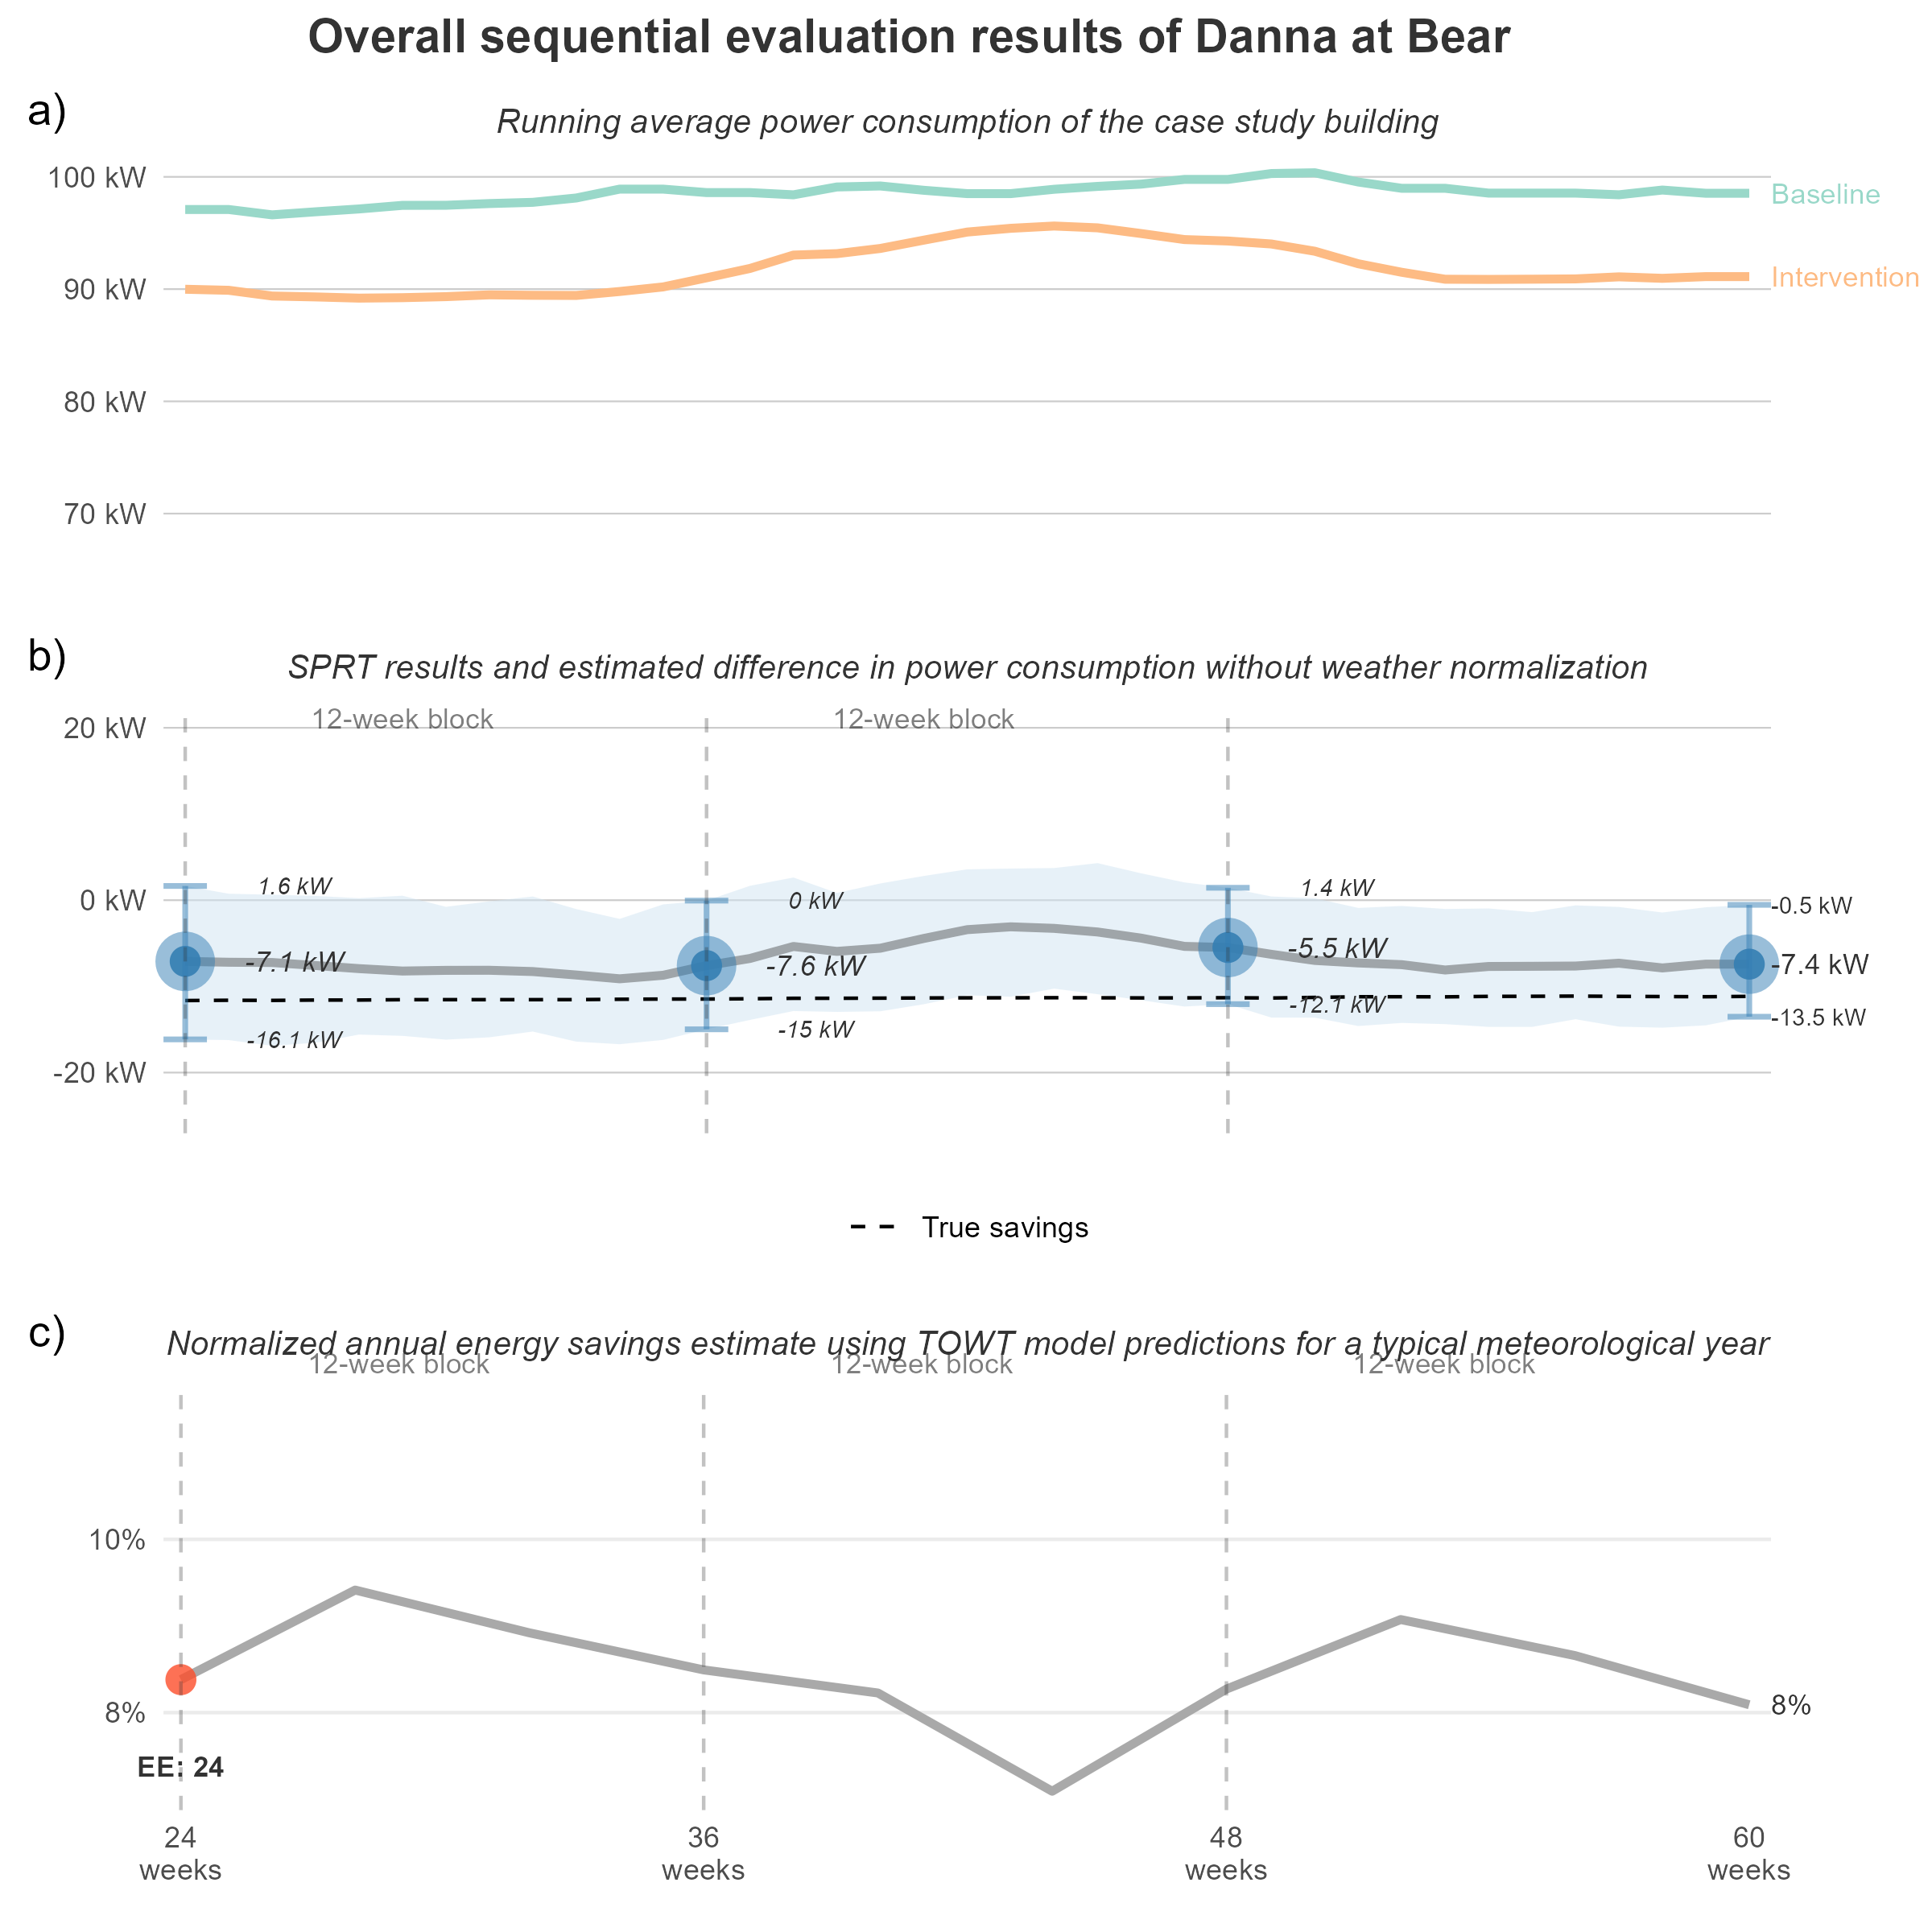 Overall sequential evaluation results of Danna at Bear
a)
Running average power consumption of the case study building
100 kW
90 kW
80 kW
70 kW
Baseline
Intervention
b)
SPRT results and estimated difference in power consumption without weather normalization
12-week block
12-week block
20 kW
0 kW
-20 kW
1.6 kW
-7.1 kW
-16.1 kW
0 kW
-7.6 kW
-15 kW
1.4 kW
-5.5 kW
-12.1 kW
-0.5 kW
-7.4 kW
-13.5 kW
True savings
c)
Normalized annual energy savings estimate using TOWT model predictions for a typical meteorological year
12-week block
12-week block
12-week block
10%
8%
8%
EE: 24
24
weeks
36
weeks
48
weeks
60
weeks